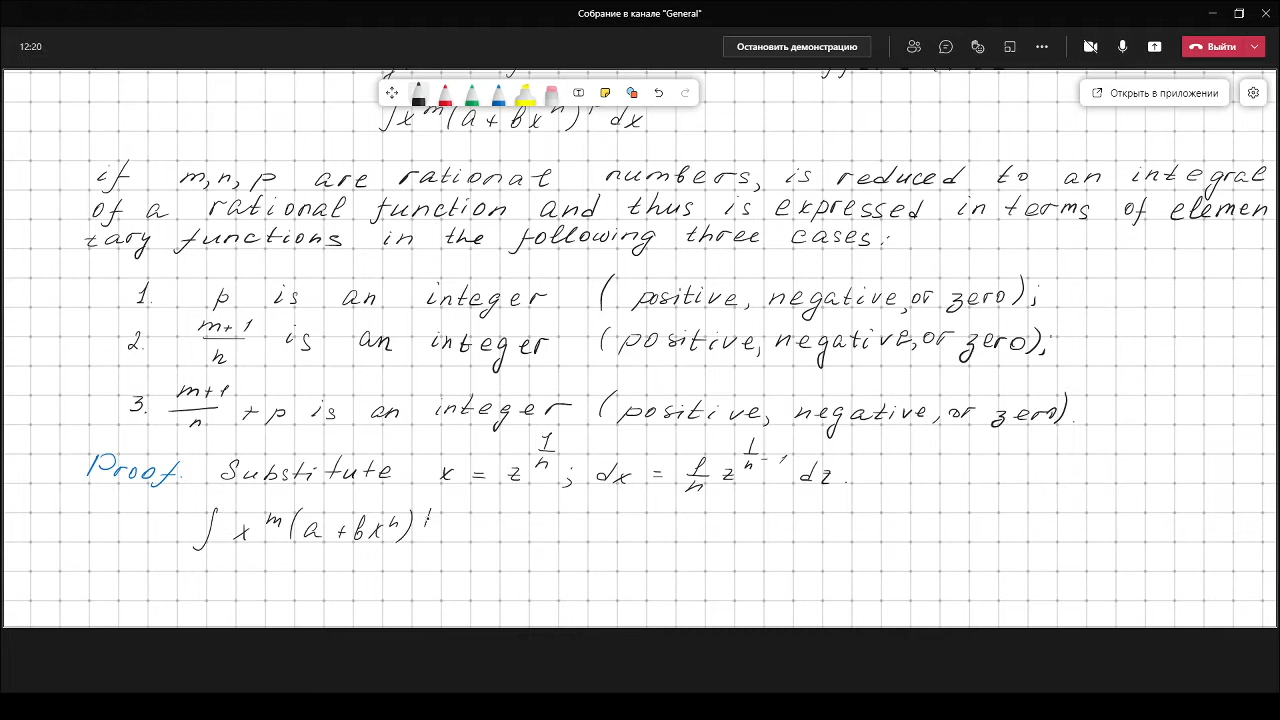 Собрание в канале "General"
12:20
Остановить демонстрацию
Выйти
Открыть в приложении
∫x^m(a + bx^n)^p dx
if m, n, p are rational numbers, is reduced to an integral
of a rational function and thus is expressed in terms of elemen
tary functions in the following three cases:
1. p is an integer (positive, negative, or zero);
2. (m+1)/n is an integer (positive, negative, or zero);
3. (m+1)/n + p is an integer (positive, negative, or zero).
Proof. Substitute x = z^(1/n); dx = 1/n z^(1/n - 1) dz.
∫ x^m (a + bx^n)